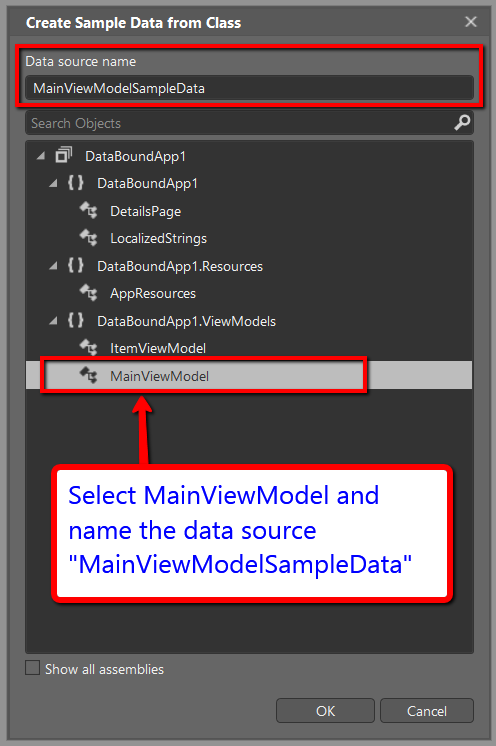 Create Sample Data from Class
Data source name
MainViewModelSampleData
Search Objects
DataBoundApp1
{ } DataBoundApp1
DetailsPage
LocalizedStrings
{ } DataBoundApp1.Resources
AppResources
{ } DataBoundApp1.ViewModels
ItemViewModel
MainViewModel
Select MainViewModel and
name the data source
"MainViewModelSampleData"
Show all assemblies
OK Cancel